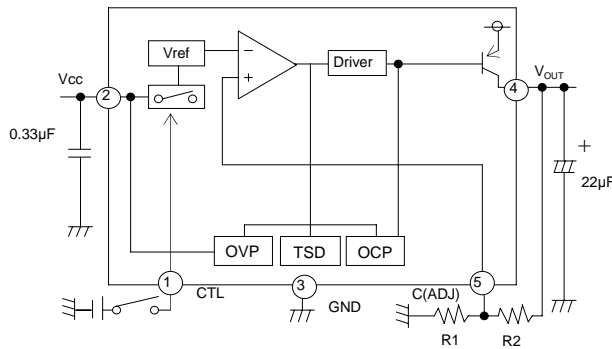 Vref
Driver
Vcc
2
4
VOUT
0.33µF
+
22µF
OVP
TSD
OCP
1
CTL
3
GND
C(ADJ)
5
R1
R2
−
+